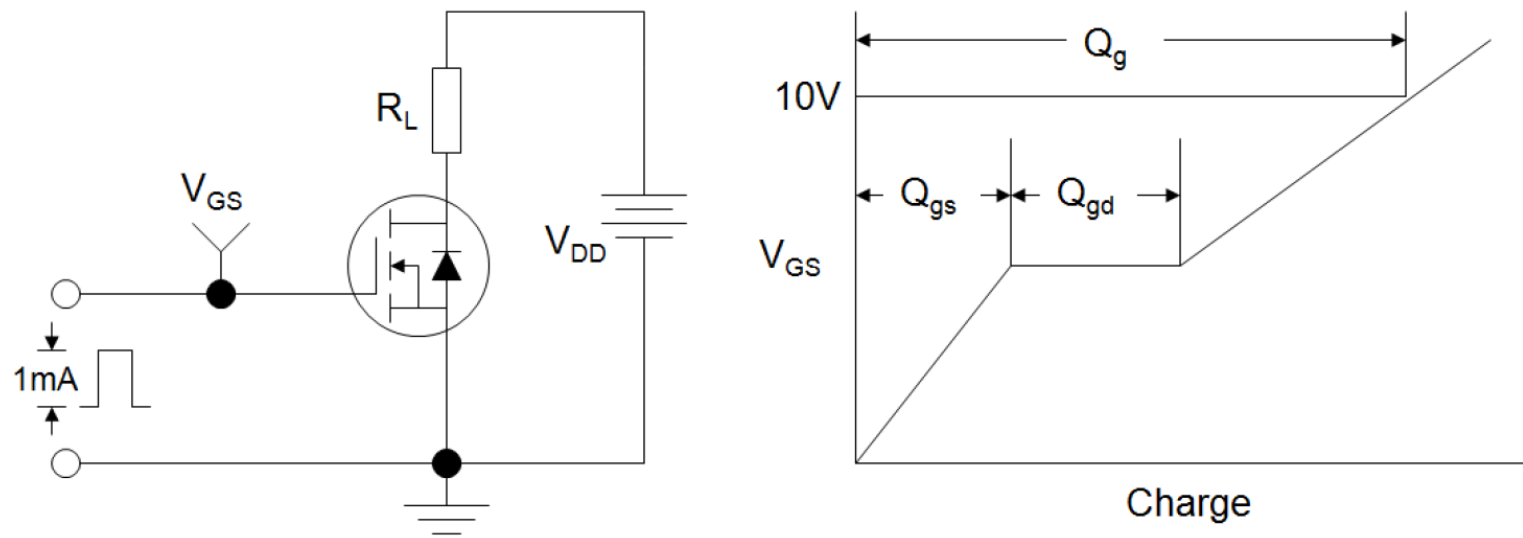 V_GS
1mA
R_L
V_DD
Q_g
10V
Q_gs
Q_gd
V_GS
Charge